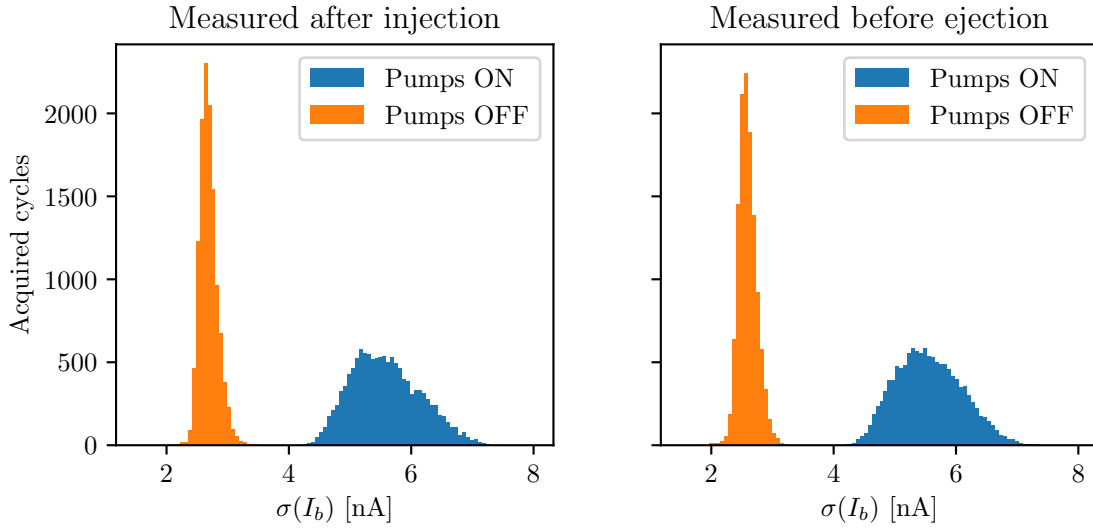 Measured after injection
Measured before ejection
Acquired cycles
2000
1500
1000
500
0
Pumps ON
Pumps OFF
2 4 6 8
σ(I_b) [nA]
Pumps ON
Pumps OFF
2 4 6 8
σ(I_b) [nA]